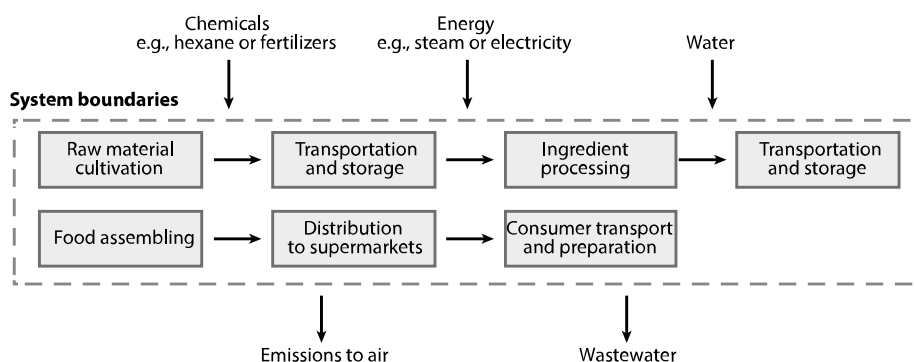 Chemicals
e.g., hexane or fertilizers
Energy
e.g., steam or electricity
Water
System boundaries
Raw material
cultivation
Transportation
and storage
Ingredient
processing
Transportation
and storage
Food assembling
Distribution
to supermarkets
Consumer transport
and preparation
Emissions to air
Wastewater